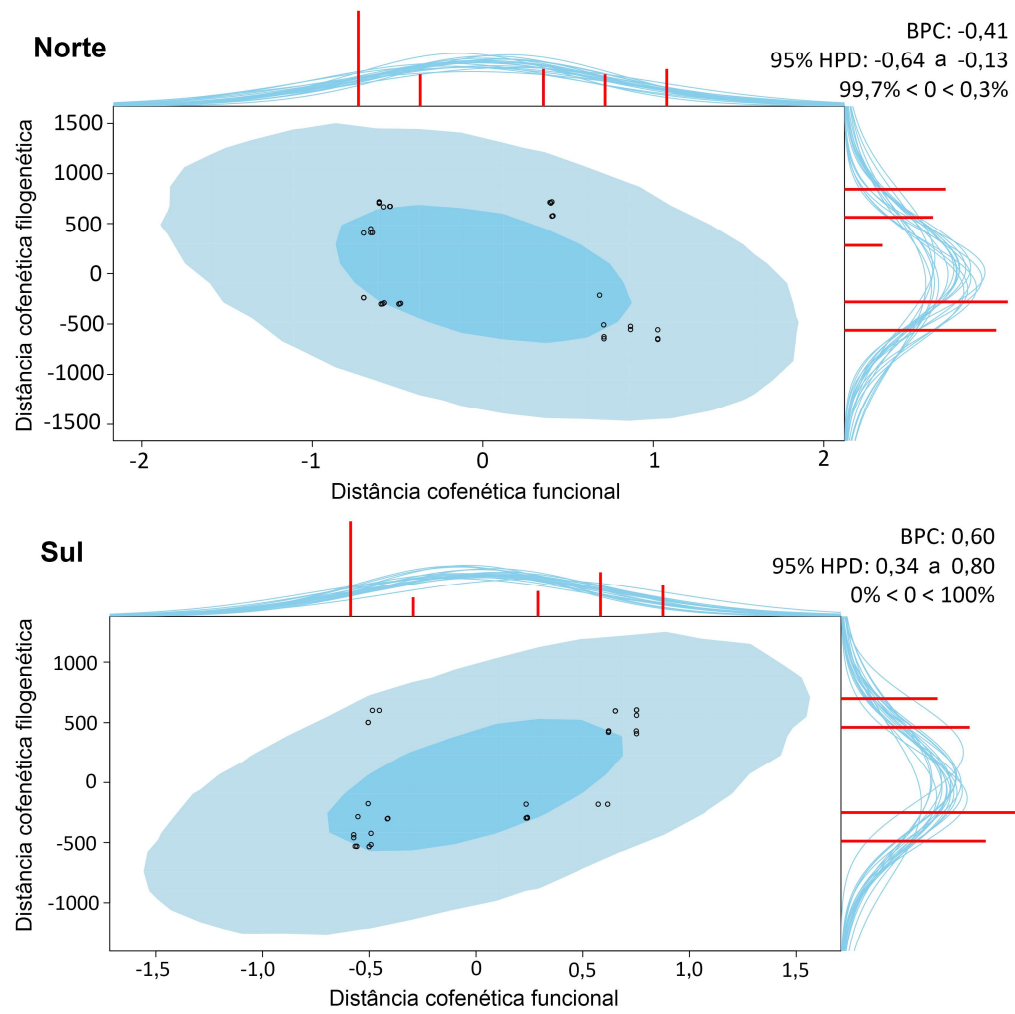 Norte
BPC: -0,41
95% HPD: -0,64 a -0,13
99,7% < 0 < 0,3%
Distância cofenética filogenética
1500
1000
500
0
-500
-1000
-1500
-2
-1
0
1
2
Distância cofenética funcional
Sul
BPC: 0,60
95% HPD: 0,34 a 0,80
0% < 0 < 100%
Distância cofenética filogenética
1000
500
0
-500
-1000
-1,5
-1,0
-0,5
0
0,5
1,0
1,5
Distância cofenética funcional